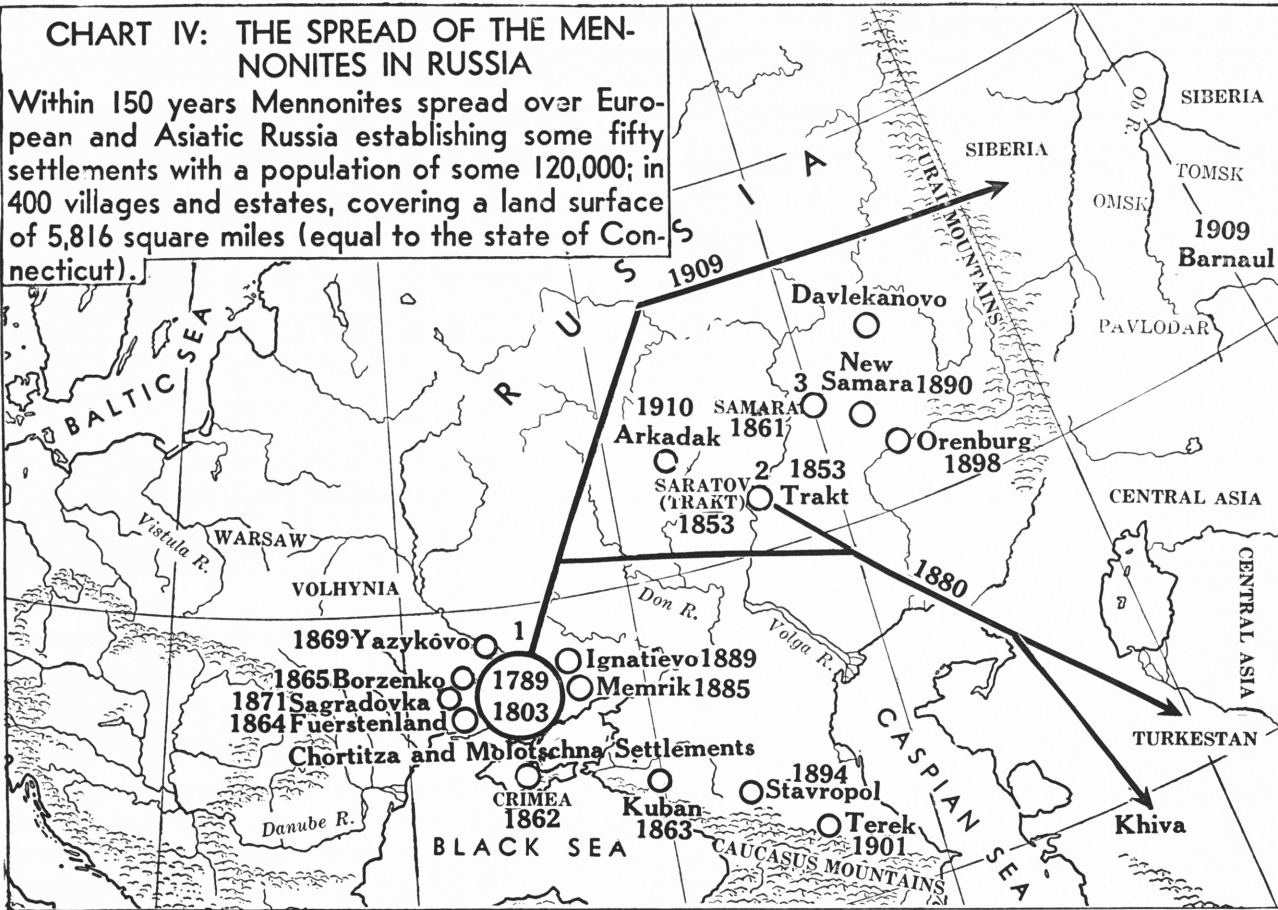 CHART IV: THE SPREAD OF THE MEN-
NONITES IN RUSSIA
Within 150 years Mennonites spread over Euro-
pean and Asiatic Russia establishing some fifty
settlements with a population of some 120,000; in
400 villages and estates, covering a land surface
of 5,816 square miles (equal to the state of Con-
necticut).
RUSSIA
SIBERIA
SIBERIA
Ob R.
TOMSK
OMSK
1909
Barnaul
PAVLODAR
URAL MOUNTAINS
1909
BALTIC SEA
Davlekanovo
New
Samara 1890
3
SAMARA
1861
1910
Arkadak
Orenburg
1898
SARATOV
(TRAKT)
1853
2
1853
Trakt
CENTRAL ASIA
CENTRAL ASIA
Vistula R.
WARSAW
VOLHYNIA
1880
Don R.
Volga R.
1869 Yazykovo
1
1865 Borzenko
1871 Sagradovka
1864 Fuerstenland
1789
1803
Ignatievo 1889
Memrik 1885
Chortitza and Molotschna Settlements
CRIMEA
1862
Kuban
1863
1894
Stavropol
Terek
1901
CASPIAN SEA
TURKESTAN
Khiva
Danube R.
BLACK SEA
CAUCASUS MOUNTAINS